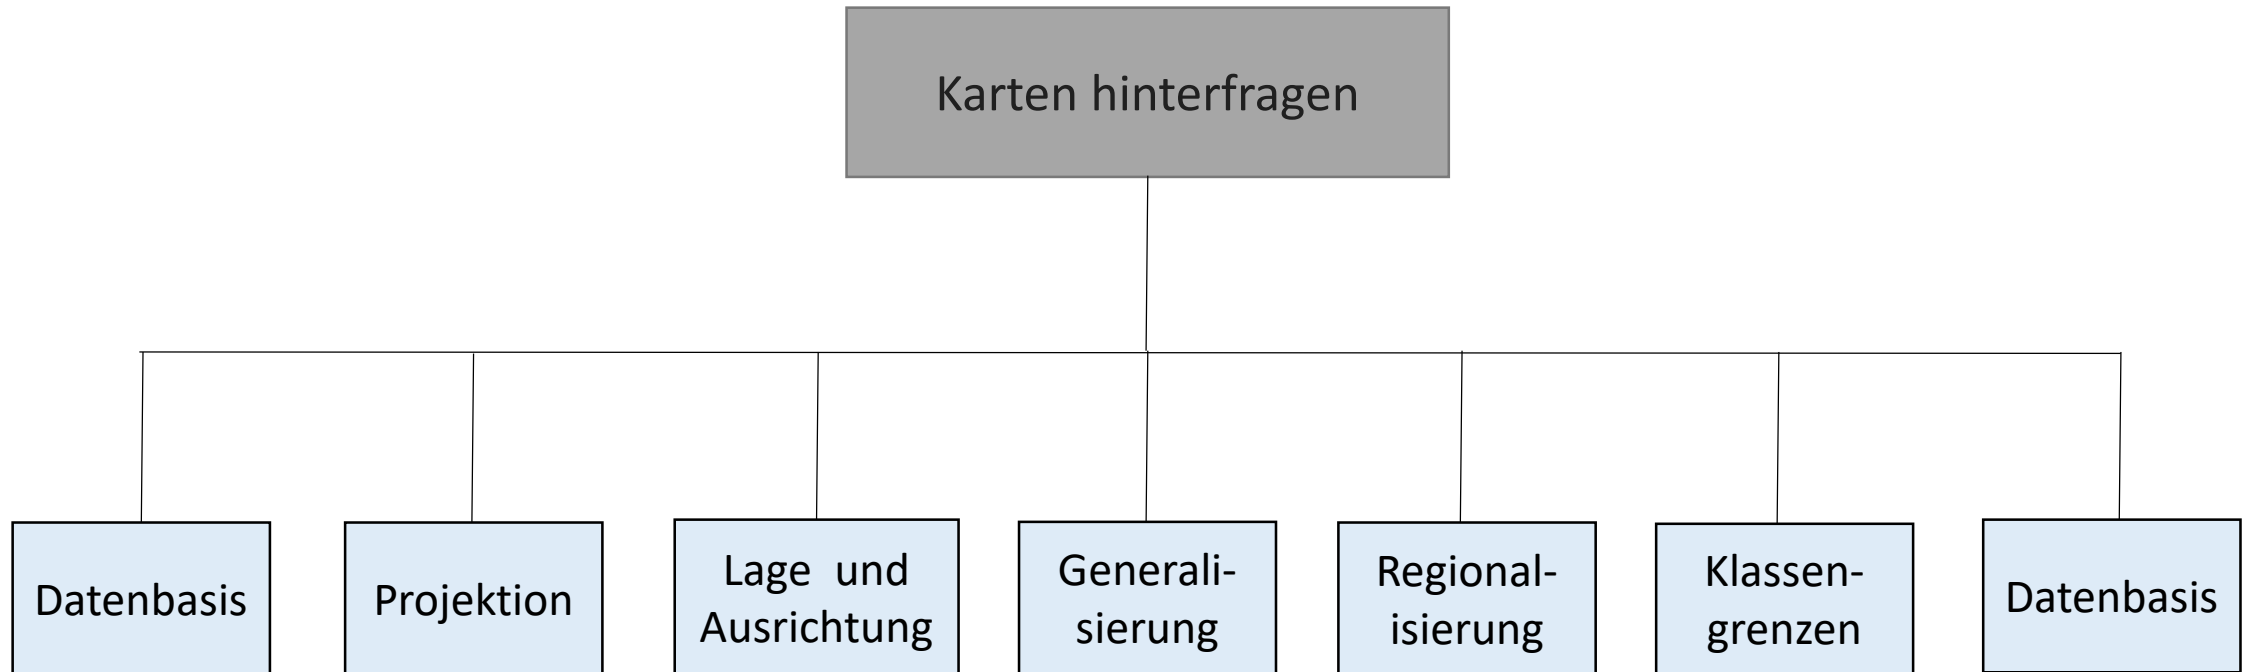 Karten hinterfragen
Datenbasis
Projektion
Lage und
Ausrichtung
Generali-
sierung
Regional-
isierung
Klassen-
grenzen
Datenbasis